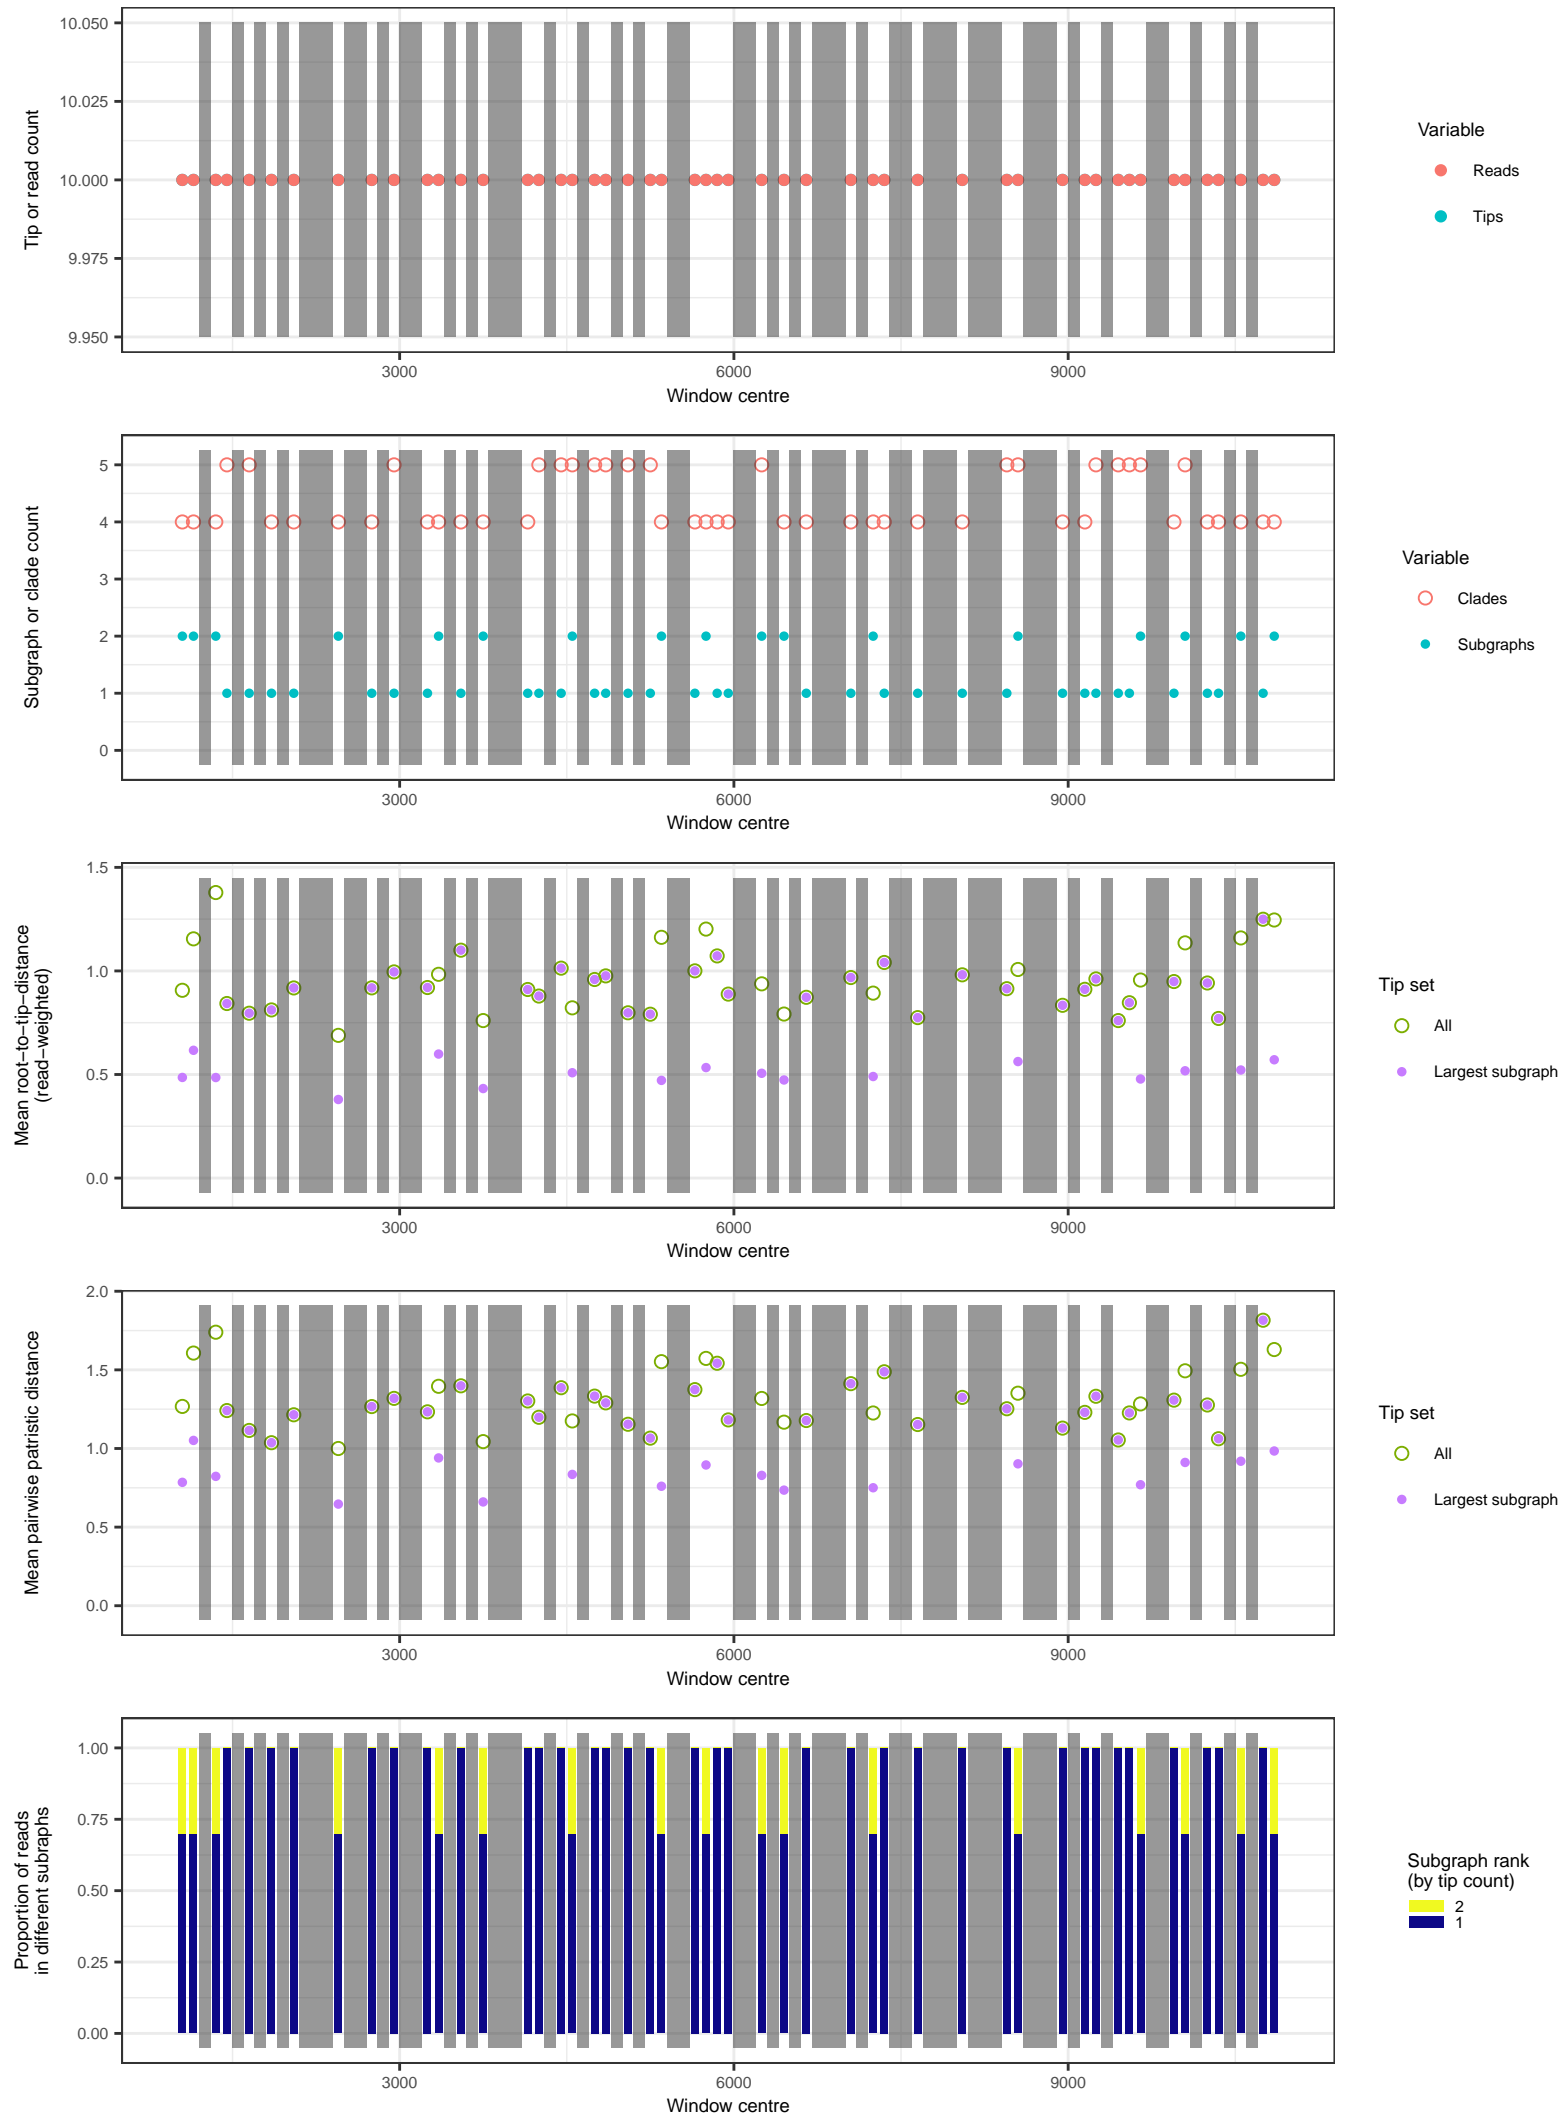 10.050
10.025
10.000
9.975
9.950
Tip or read count
3000
6000
9000
Window centre
Variable
Reads
Tips
5
4
3
2
1
0
Subgraph or clade count
3000
6000
9000
Window centre
Variable
Clades
Subgraphs
1.5
1.0
0.5
0.0
Mean root−to−tip−distance
(read−weighted)
3000
6000
9000
Window centre
Tip set
All
Largest subgraph
2.0
1.5
1.0
0.5
0.0
Mean pairwise patristic distance
3000
6000
9000
Window centre
Tip set
All
Largest subgraph
1.00
0.75
0.50
0.25
0.00
Proportion of reads
in different subraphs
3000
6000
9000
Window centre
Subgraph rank
(by tip count)
2
1